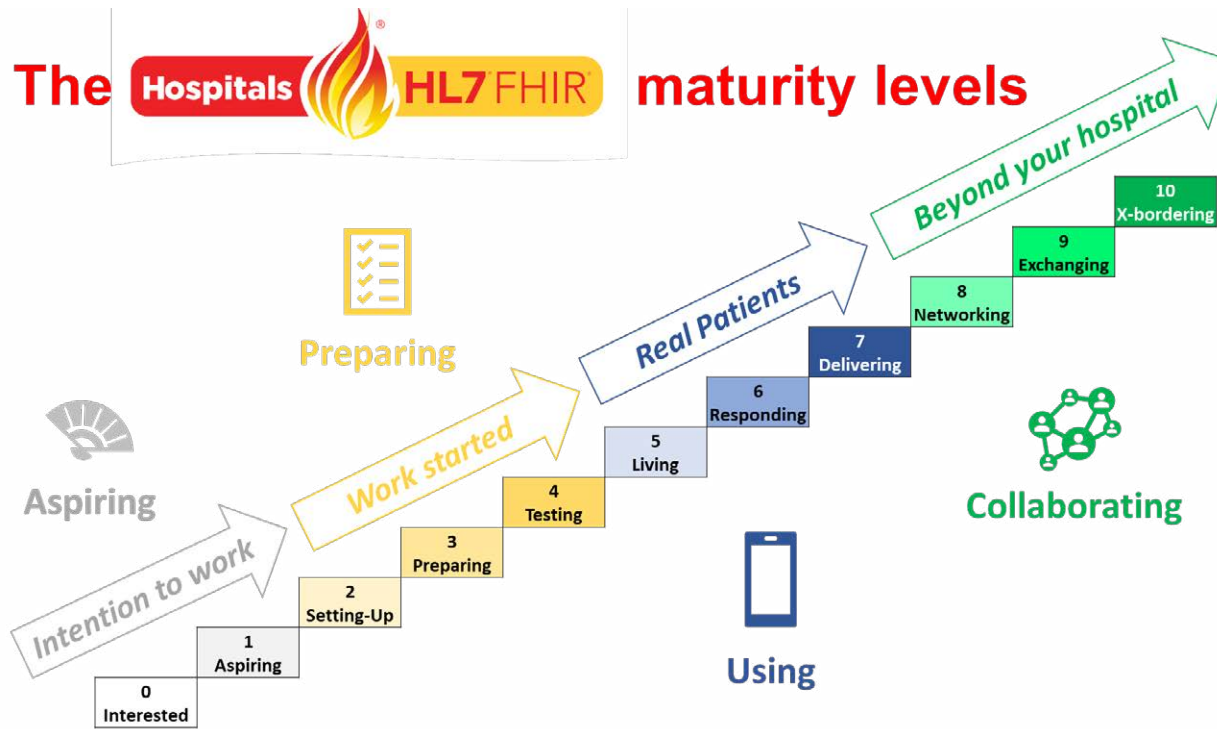 The Hospitals HL7® FHIR® maturity levels
®
Beyond your hospital
Real Patients
Work started
Intention to work
Aspiring
Preparing
Using
Collaborating
0
Interested
1
Aspiring
2
Setting-Up
3
Preparing
4
Testing
5
Living
6
Responding
7
Delivering
8
Networking
9
Exchanging
10
X-bordering